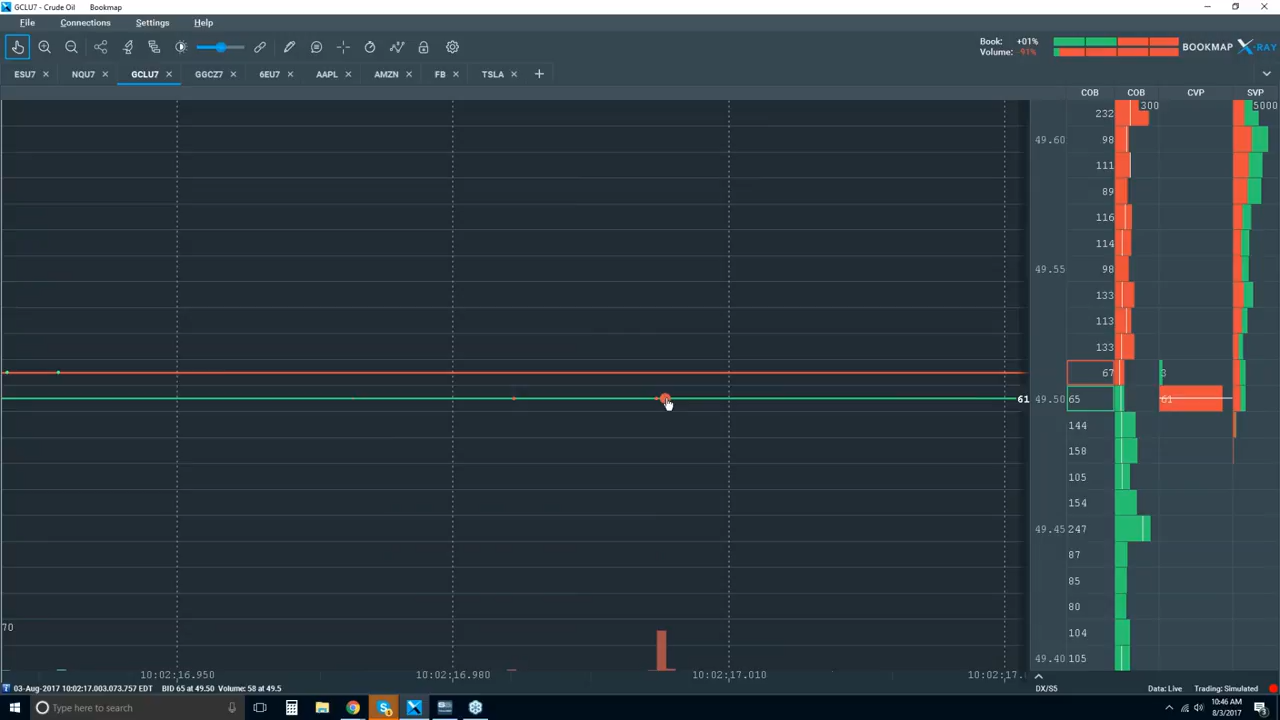 GCLU7 - Crude Oil Bookmap
File Connections Settings Help
Book: +01%
Volume: -91%
BOOKMAP X-RAY
ESU7 NQU7 GCLU7 GGCZ7 6EU7 AAPL AMZN FB TSLA
COB COB CVP SVP
300 5000
232
49.60 98
111
89
116
114
49.55 98
133
113
133
67 3
61 49.50 65 61
144
158
105
154
49.45 247
87
85
80
70 104
49.40 105
10:02:16.950 10:02:16.980 10:02:17.010 10:02:17.
03-Aug-2017 10:02:17.003,073,757 EDT BID 65 at 49.50 Volume: 58 at 49.5 DX/S5 Data: Live Trading: Simulated
Type here to search
10:46 AM
8/3/2017
3